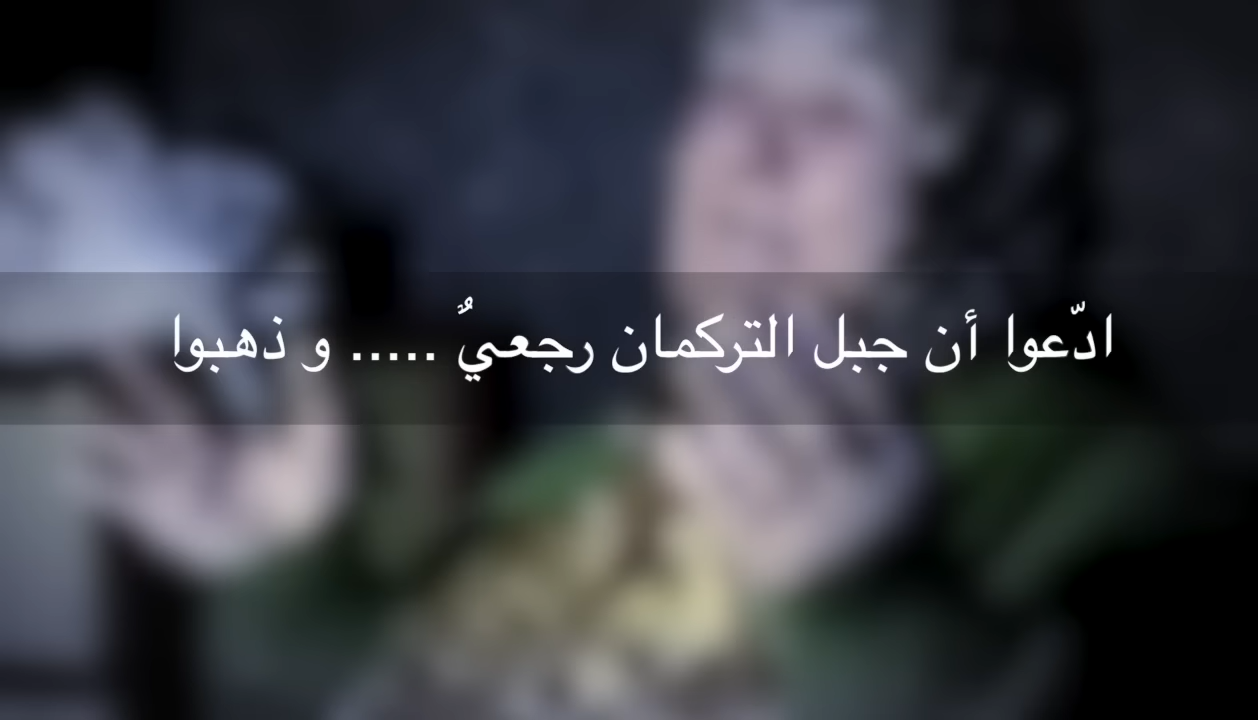 ادّعوا أن جبل التركمان رجعيٌ ..... و ذهبوا